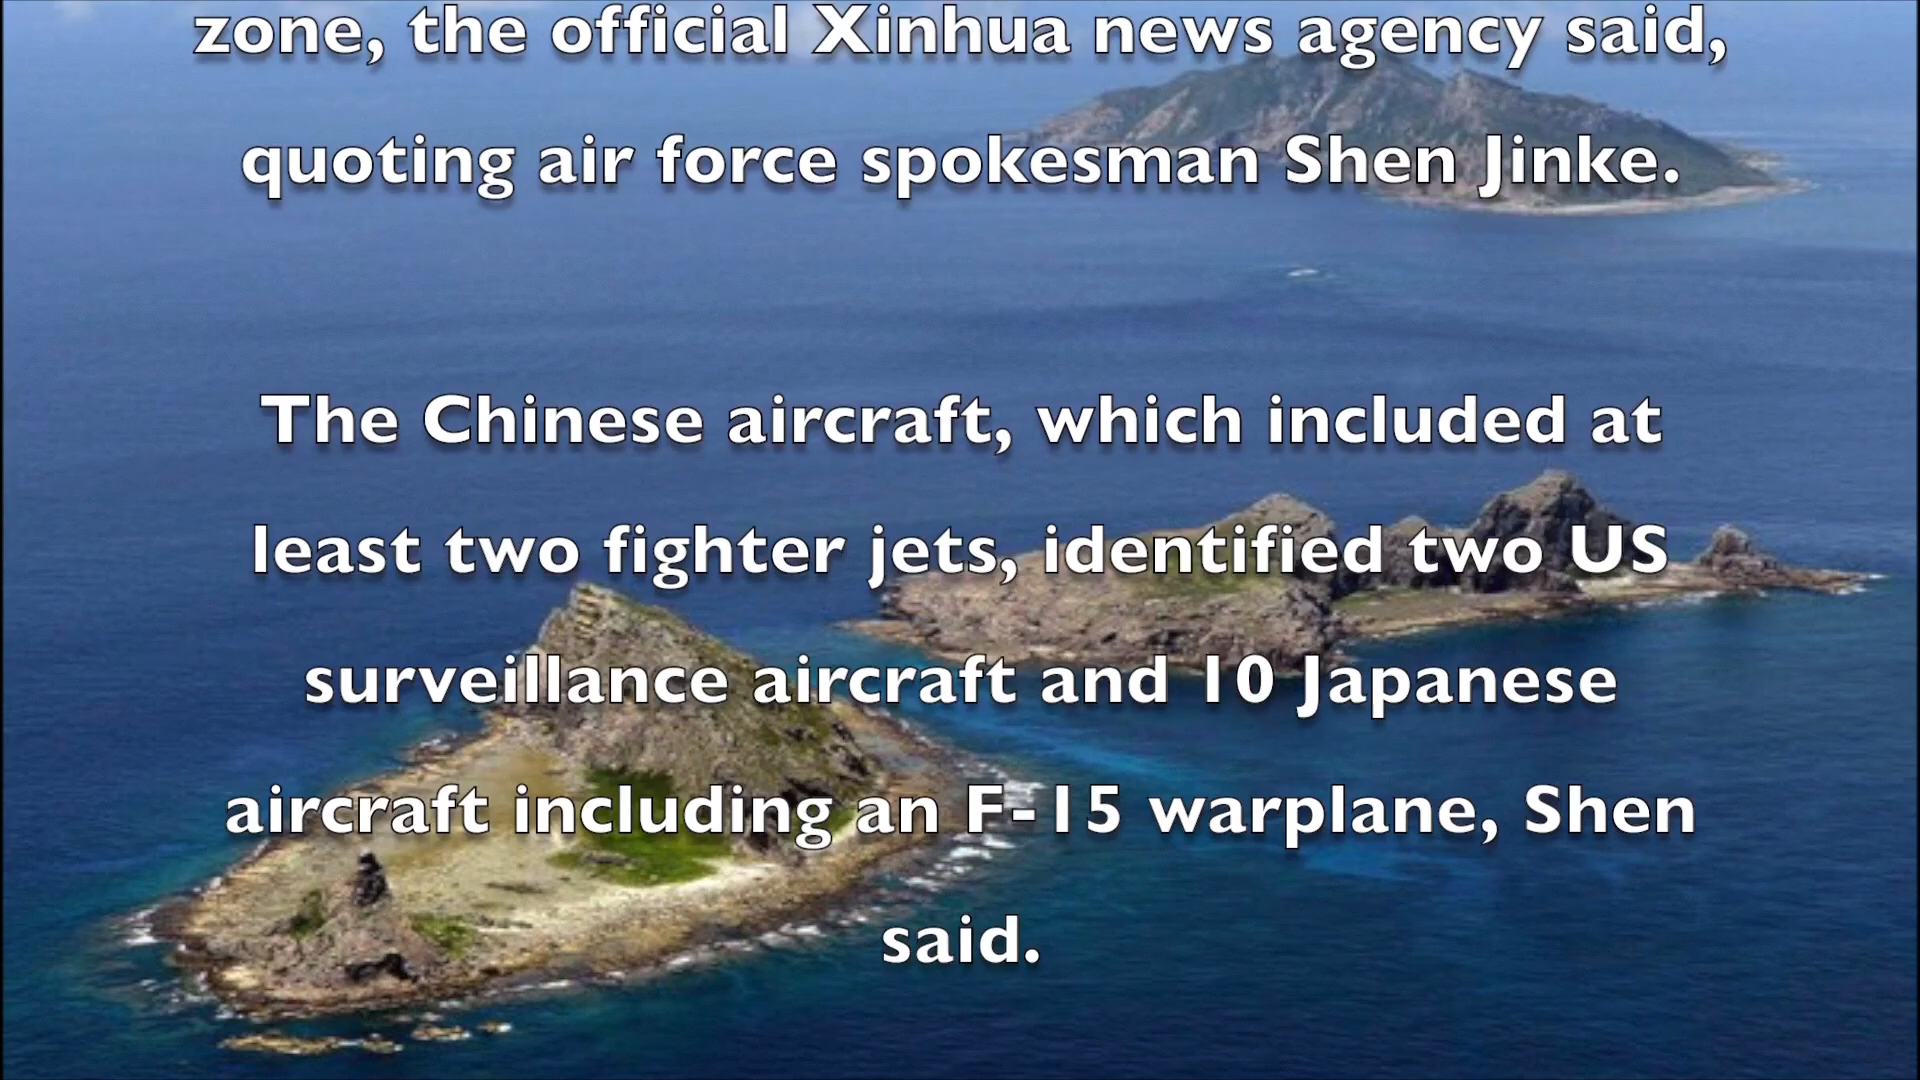 zone, the official Xinhua news agency said,
quoting air force spokesman Shen Jinke.
The Chinese aircraft, which included at
least two fighter jets, identified two US
surveillance aircraft and 10 Japanese
aircraft including an F-15 warplane, Shen
said.